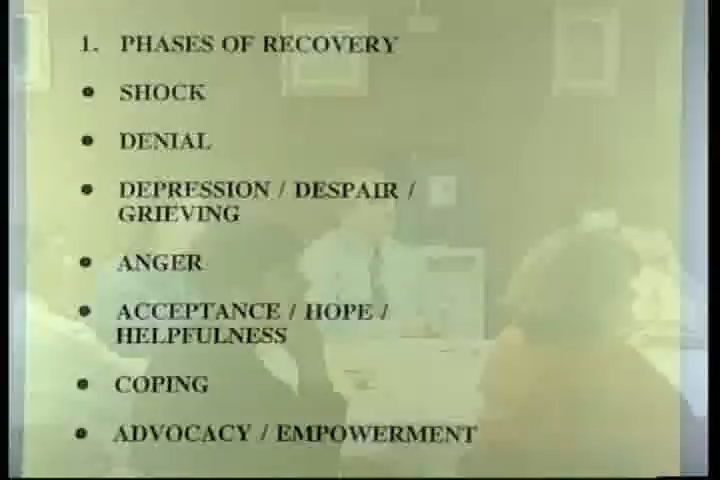 1. PHASES OF RECOVERY
• SHOCK
• DENIAL
• DEPRESSION / DESPAIR /
GRIEVING
• ANGER
• ACCEPTANCE / HOPE /
HELPFULNESS
• COPING
• ADVOCACY / EMPOWERMENT